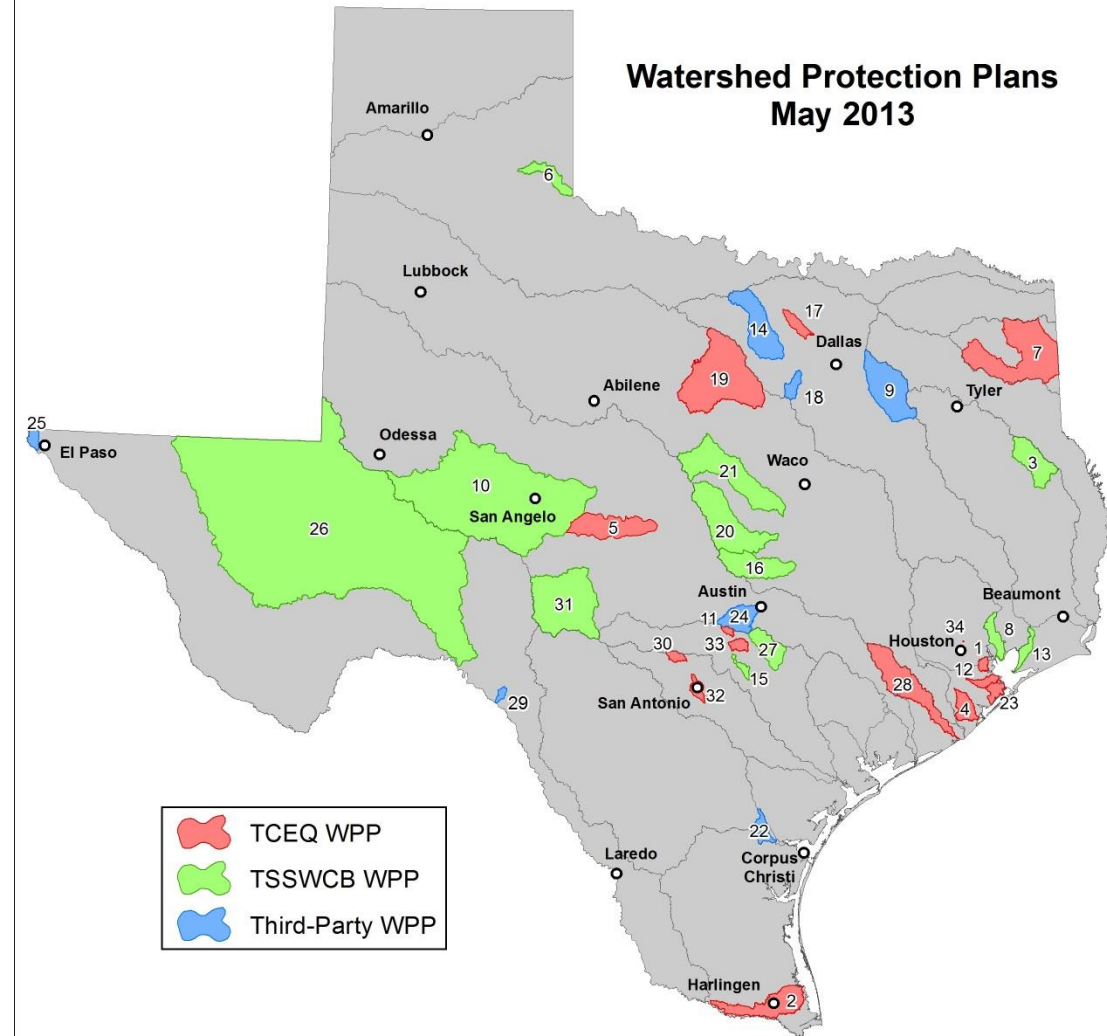 Watershed Protection Plans
May 2013
Amarillo
6
Lubbock
17
14
Dallas
7
19
9
18
Abilene
Tyler
25
El Paso
Odessa
3
21
Waco
10
San Angelo
5
20
26
16
Austin
Beaumont
31
11
24
34
8
Houston
1
13
33
27
30
12
15
28
San Antonio
32
29
4
23
TCEQ WPP
TSSWCB WPP
Third-Party WPP
22
Laredo
Corpus
Christi
Harlingen
2